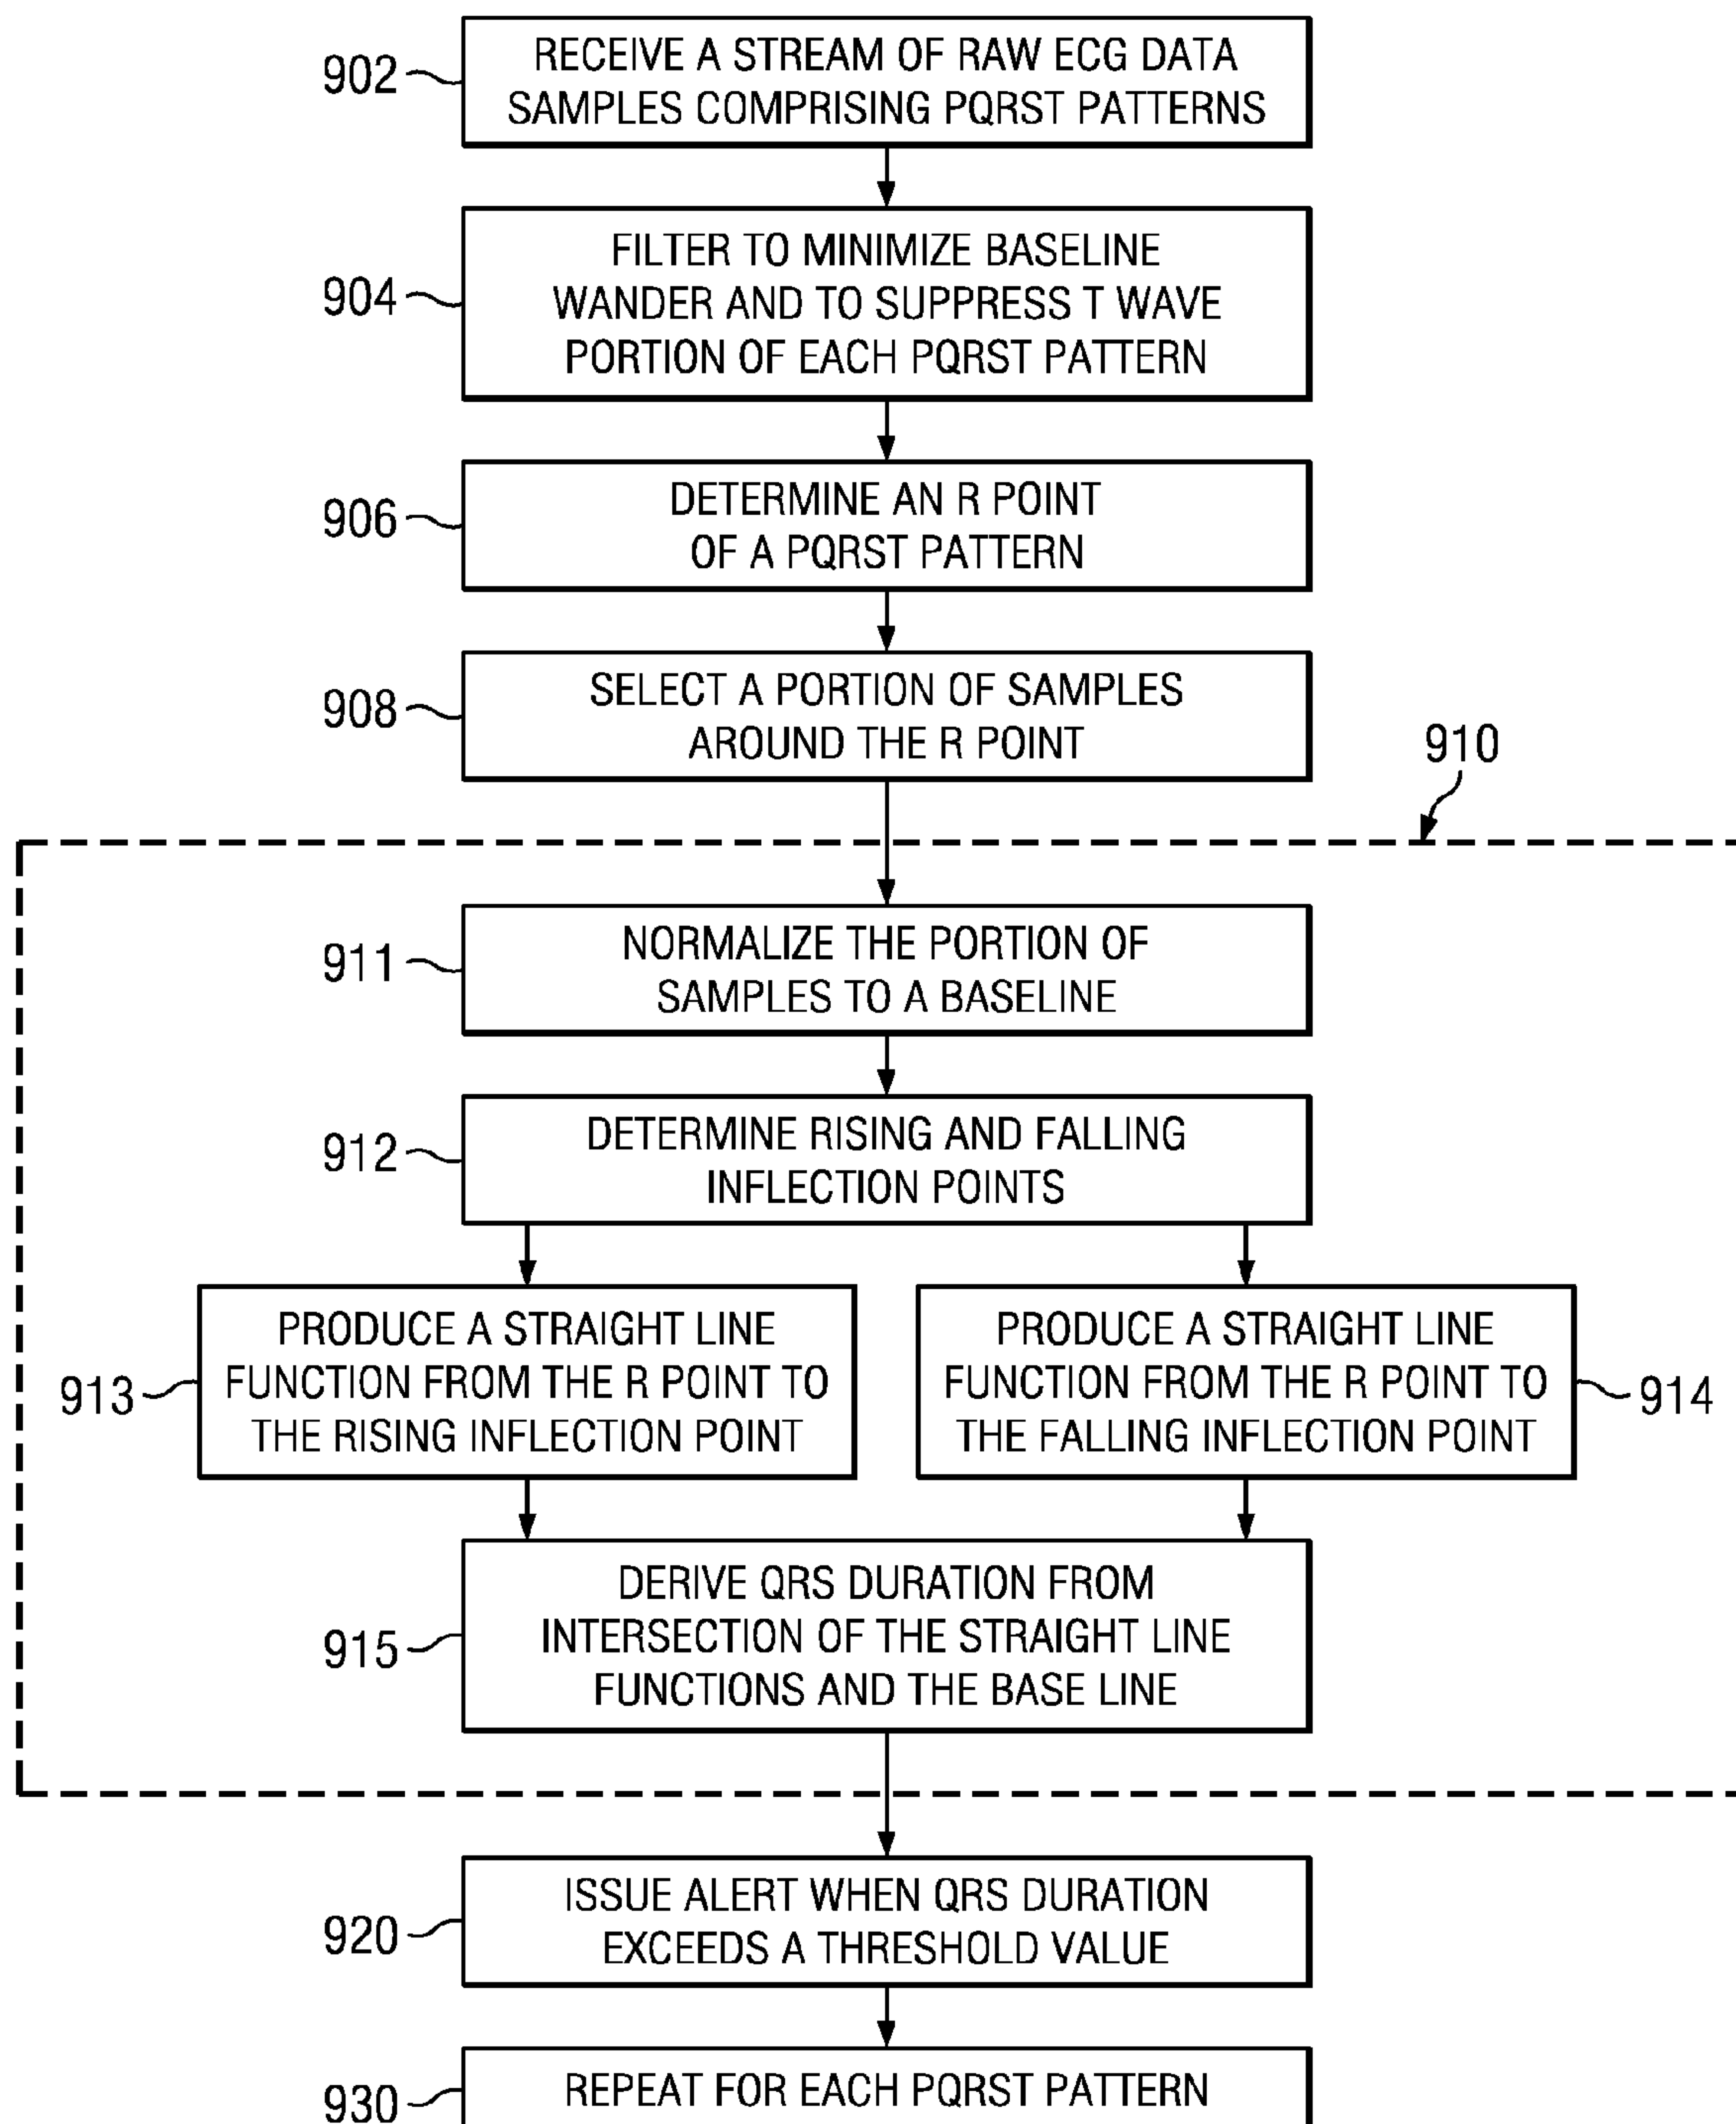 902
RECEIVE A STREAM OF RAW ECG DATA
SAMPLES COMPRISING PQRST PATTERNS
904
FILTER TO MINIMIZE BASELINE
WANDER AND TO SUPPRESS T WAVE
PORTION OF EACH PQRST PATTERN
906
DETERMINE AN R POINT
OF A PQRST PATTERN
908
SELECT A PORTION OF SAMPLES
AROUND THE R POINT
910
911
NORMALIZE THE PORTION OF
SAMPLES TO A BASELINE
912
DETERMINE RISING AND FALLING
INFLECTION POINTS
913
PRODUCE A STRAIGHT LINE
FUNCTION FROM THE R POINT TO
THE RISING INFLECTION POINT
PRODUCE A STRAIGHT LINE
FUNCTION FROM THE R POINT TO
THE FALLING INFLECTION POINT
914
915
DERIVE QRS DURATION FROM
INTERSECTION OF THE STRAIGHT LINE
FUNCTIONS AND THE BASE LINE
920
ISSUE ALERT WHEN QRS DURATION
EXCEEDS A THRESHOLD VALUE
930
REPEAT FOR EACH PQRST PATTERN